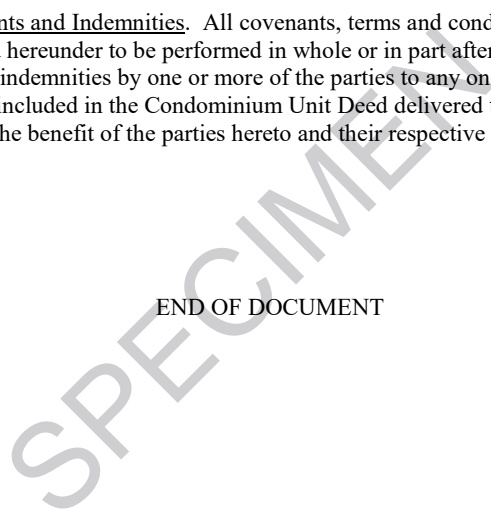 nts and Indemnities. All covenants, terms and cond
hereunder to be performed in whole or in part after
indemnities by one or more of the parties to any on
included in the Condominium Unit Deed delivered
he benefit of the parties hereto and their respective
END OF DOCUMENT
SPECIMEN